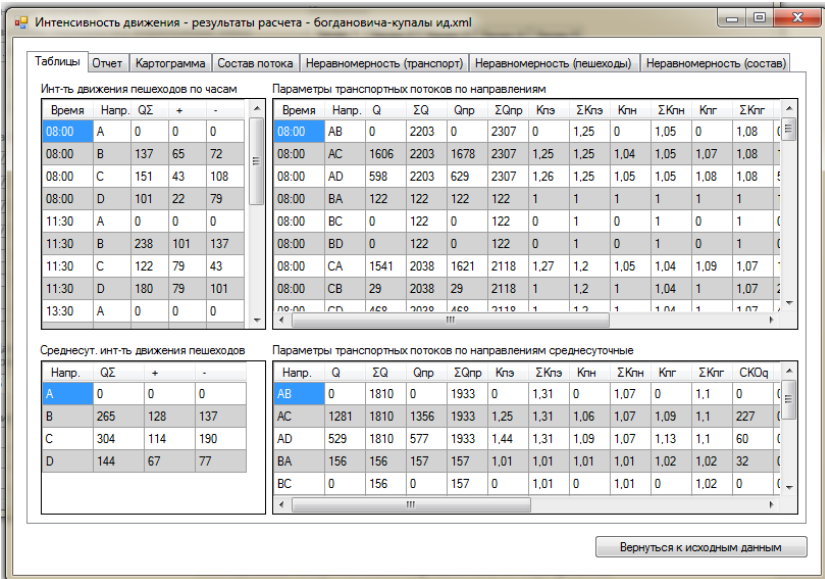 Интенсивность движения - результаты расчета - богдановича-купалы ид.xml
Таблицы Отчет Картограмма Состав потока Неравномерность (транспорт) Неравномерность (пешеходы) Неравномерность (состав)
Инт-ть движения пешеходов по часам
Время Напр. QΣ + -
08:00 A 0 0 0
08:00 B 137 65 72
08:00 C 151 43 108
08:00 D 101 22 79
11:30 A 0 0 0
11:30 B 238 101 137
11:30 C 122 79 43
11:30 D 180 79 101
13:30 A 0 0 0
Параметры транспортных потоков по направлениям
Время Напр. Q ΣQ Qпр ΣQпр Кпэ ΣКпэ Кпн ΣКпн Кпг ΣКпг
08:00 AB 0 2203 0 2307 0 1,25 0 1,05 0 1,08
08:00 AC 1606 2203 1678 2307 1,25 1,25 1,04 1,05 1,07 1,08
08:00 AD 598 2203 629 2307 1,26 1,25 1,05 1,05 1,08 1,08
08:00 BA 122 122 122 122 1 1 1 1 1 1
08:00 BC 0 122 0 122 0 1 0 1 0 1
08:00 BD 0 122 0 122 0 1 0 1 0 1
08:00 CA 1541 2038 1621 2118 1,27 1,2 1,05 1,04 1,09 1,07
08:00 CB 29 2038 29 2118 1 1,2 1 1,04 1 1,07
08:00 CD 468 2038 468 2118 1 1,2 1 1,04 1 1,07
Среднесут. инт-ть движения пешеходов
Напр. QΣ + -
A 0 0 0
B 265 128 137
C 304 114 190
D 144 67 77
Параметры транспортных потоков по направлениям среднесуточные
Напр. Q ΣQ Qпр ΣQпр Кпэ ΣКпэ Кпн ΣКпн Кпг ΣКпг СКОq
AB 0 1810 0 1933 0 1,31 0 1,07 0 1,1 0
AC 1281 1810 1356 1933 1,25 1,31 1,06 1,07 1,09 1,1 227
AD 529 1810 577 1933 1,44 1,31 1,09 1,07 1,13 1,1 60
BA 156 156 157 157 1,01 1,01 1,01 1,01 1,02 1,02 32
BC 0 156 0 157 0 1,01 0 1,01 0 1,02 0
Вернуться к исходным данным